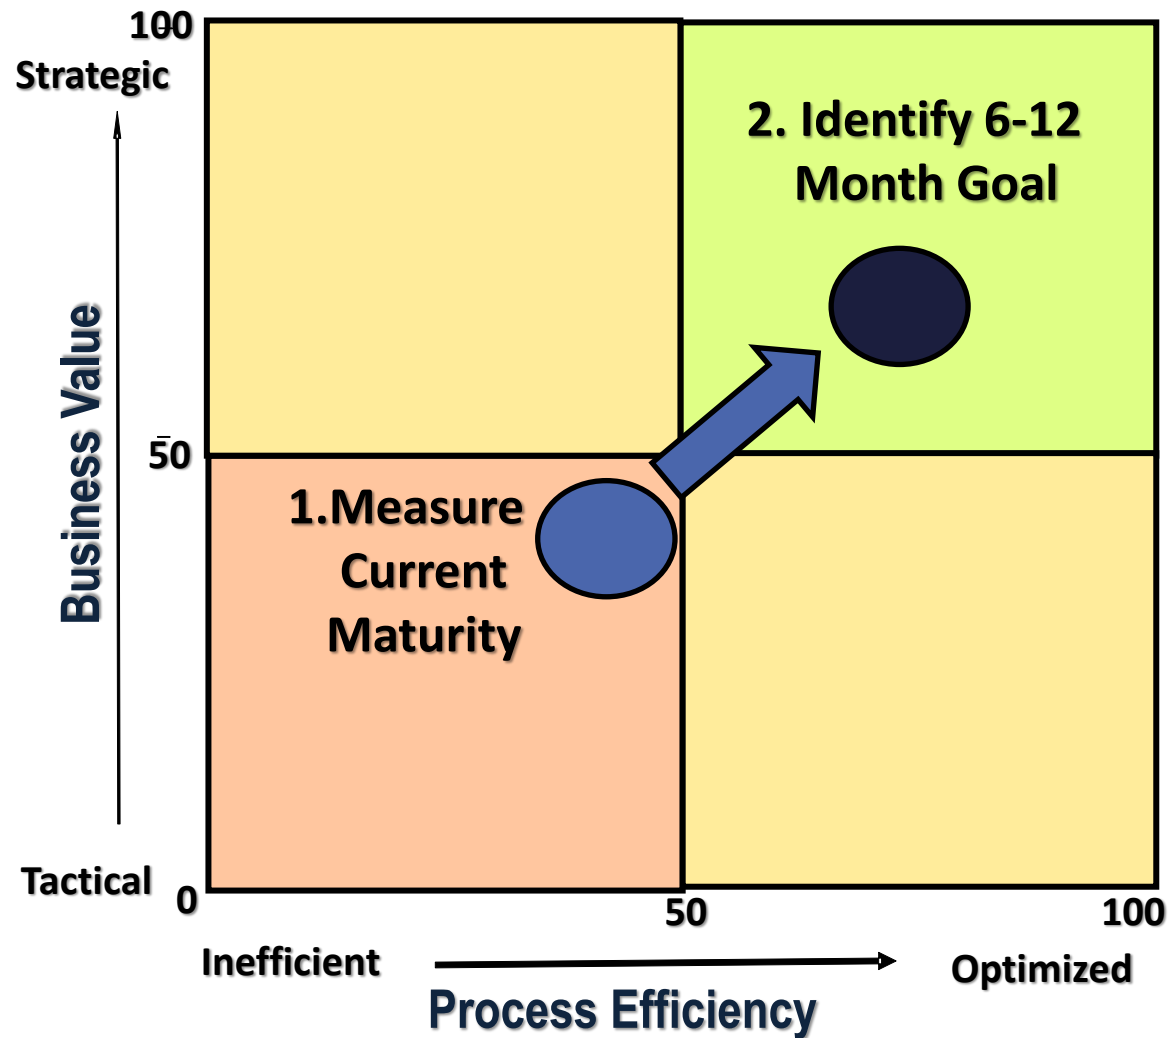 100
Strategic
2. Identify 6-12
Month Goal
Business Value
50
1.Measure
Current
Maturity
Tactical
0
50
100
Inefficient
Optimized
Process Efficiency